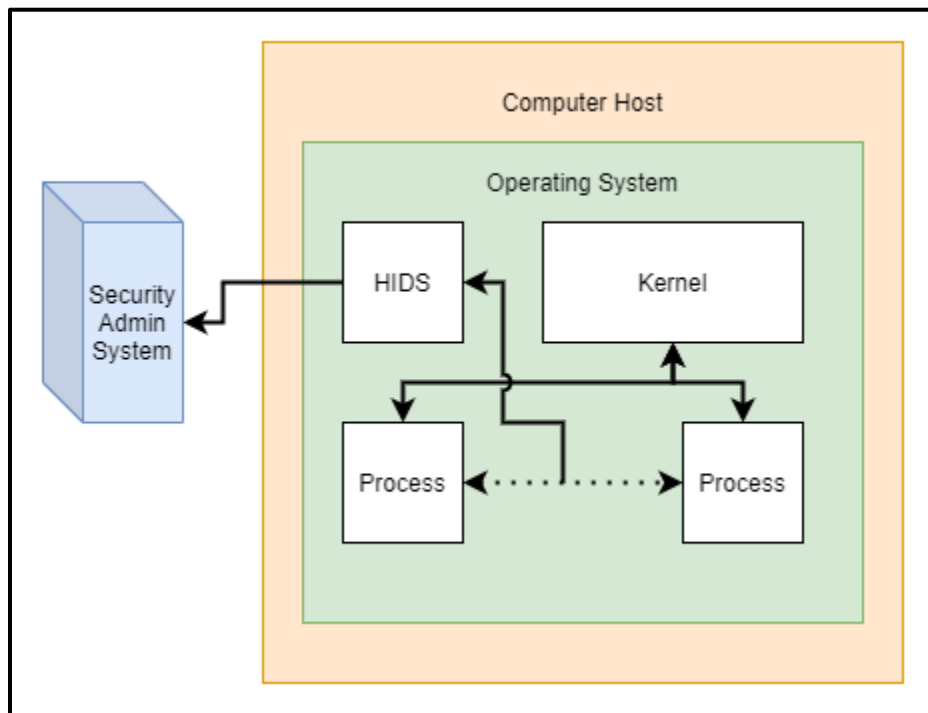 Computer Host
Operating System
HIDS
Kernel
Security
Admin
System
Process
Process